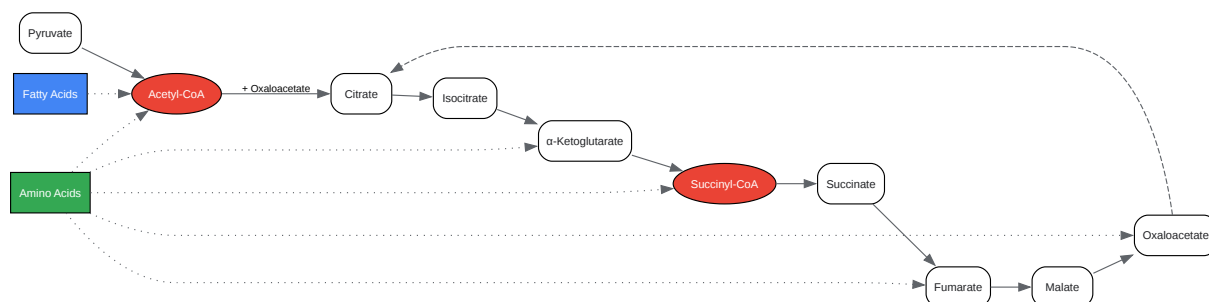 Pyruvate
Fatty Acids
Acetyl-CoA
+ Oxaloacetate
Citrate
Isocitrate
α-Ketoglutarate
Amino Acids
Succinyl-CoA
Succinate
Oxaloacetate
Fumarate
Malate